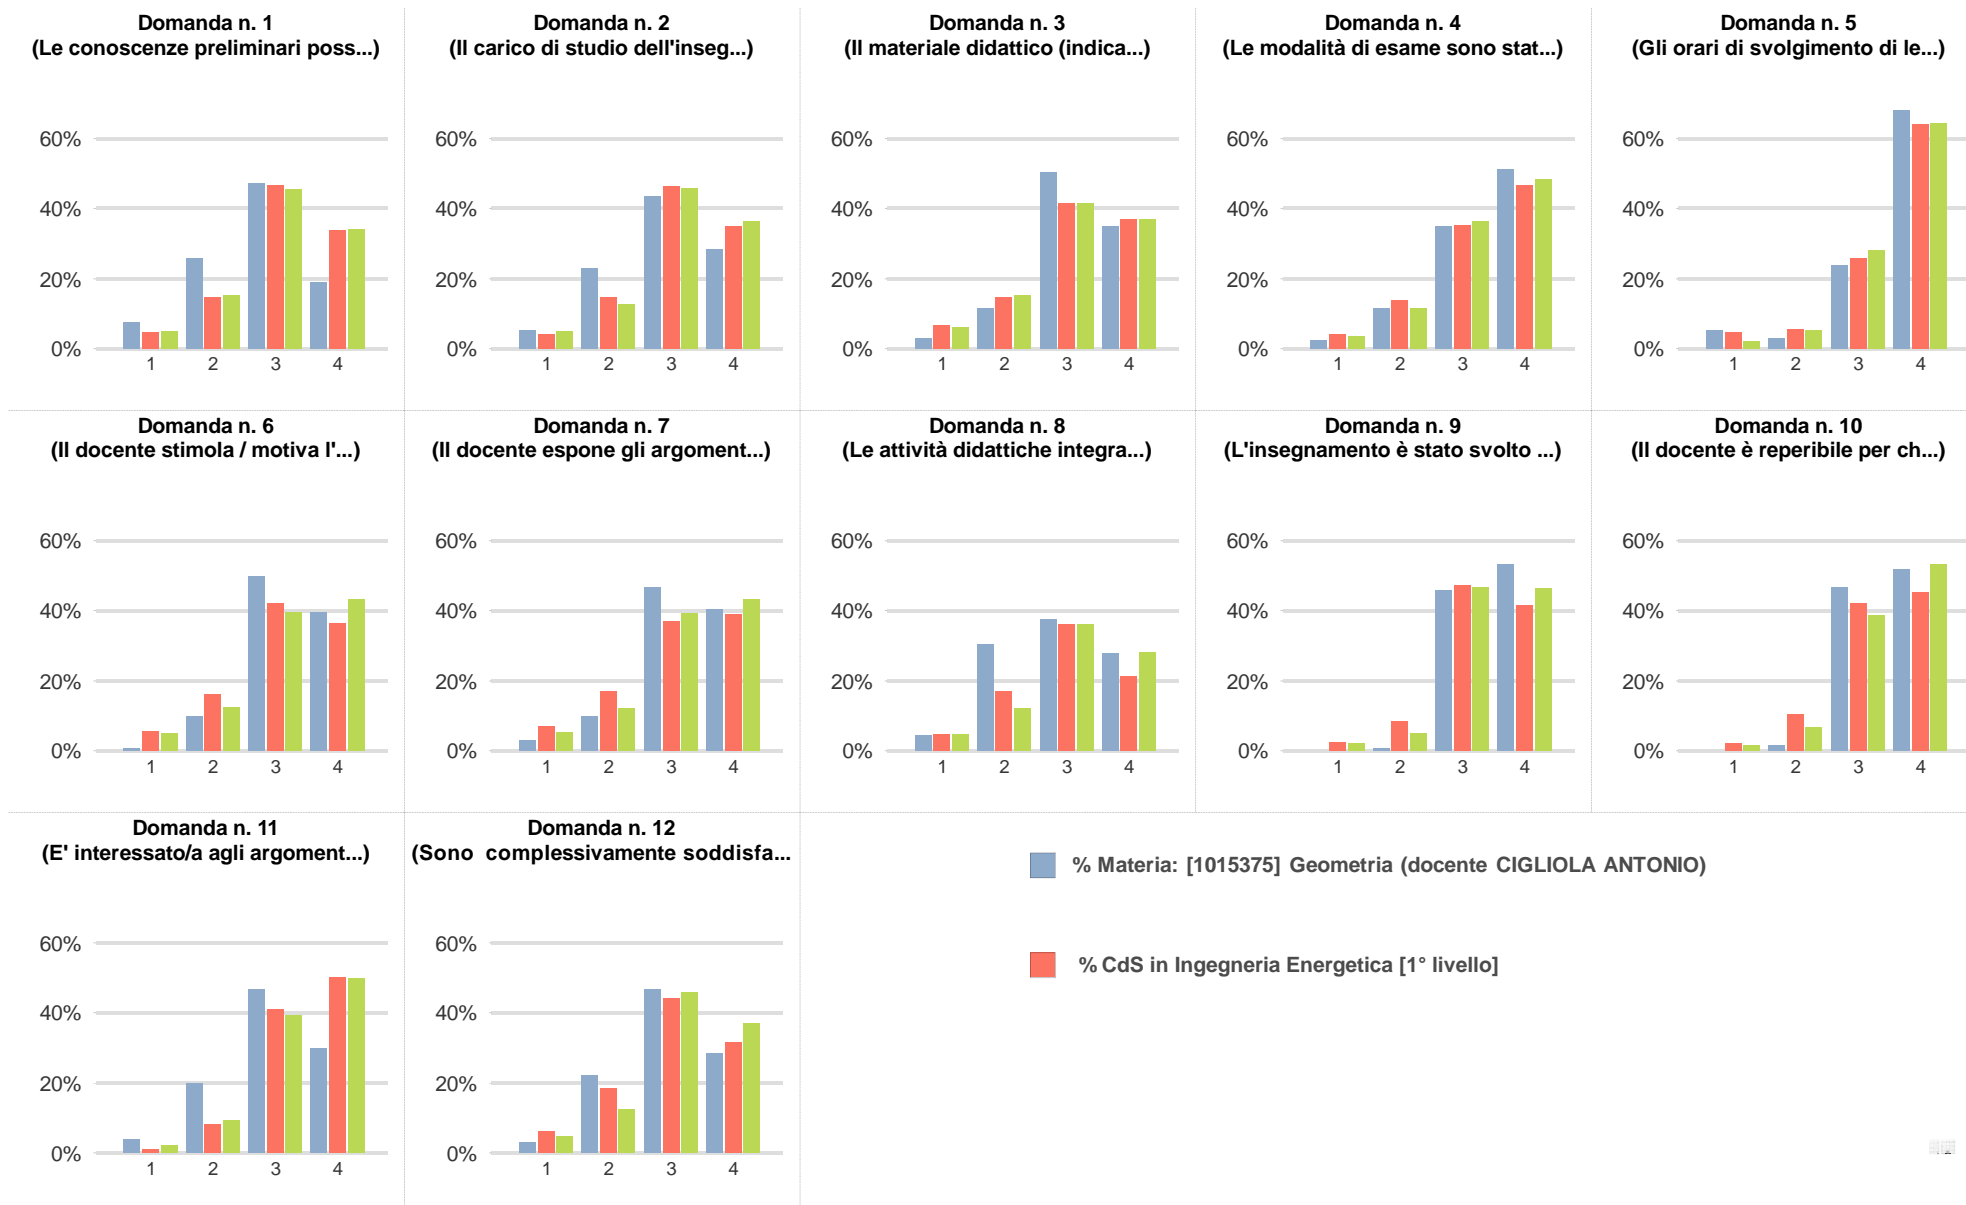 Domanda n. 1
(Le conoscenze preliminari poss...)
60%
40%
20%
0%
1 2 3 4
Domanda n. 2
(Il carico di studio dell'inseg...)
60%
40%
20%
0%
1 2 3 4
Domanda n. 3
(Il materiale didattico (indica...)
60%
40%
20%
0%
1 2 3 4
Domanda n. 4
(Le modalità di esame sono stat...)
60%
40%
20%
0%
1 2 3 4
Domanda n. 5
(Gli orari di svolgimento di le...)
60%
40%
20%
0%
1 2 3 4
Domanda n. 6
(Il docente stimola / motiva l'...)
60%
40%
20%
0%
1 2 3 4
Domanda n. 7
(Il docente espone gli argoment...)
60%
40%
20%
0%
1 2 3 4
Domanda n. 8
(Le attività didattiche integra...)
60%
40%
20%
0%
1 2 3 4
Domanda n. 9
(L'insegnamento è stato svolto ...)
60%
40%
20%
0%
1 2 3 4
Domanda n. 10
(Il docente è reperibile per ch...)
60%
40%
20%
0%
1 2 3 4
Domanda n. 11
(E' interessato/a agli argoment...)
60%
40%
20%
0%
1 2 3 4
Domanda n. 12
(Sono complessivamente soddisfa...
60%
40%
20%
0%
1 2 3 4
% Materia: [1015375] Geometria (docente CIGLIOLA ANTONIO)
% CdS in Ingegneria Energetica [1° livello]